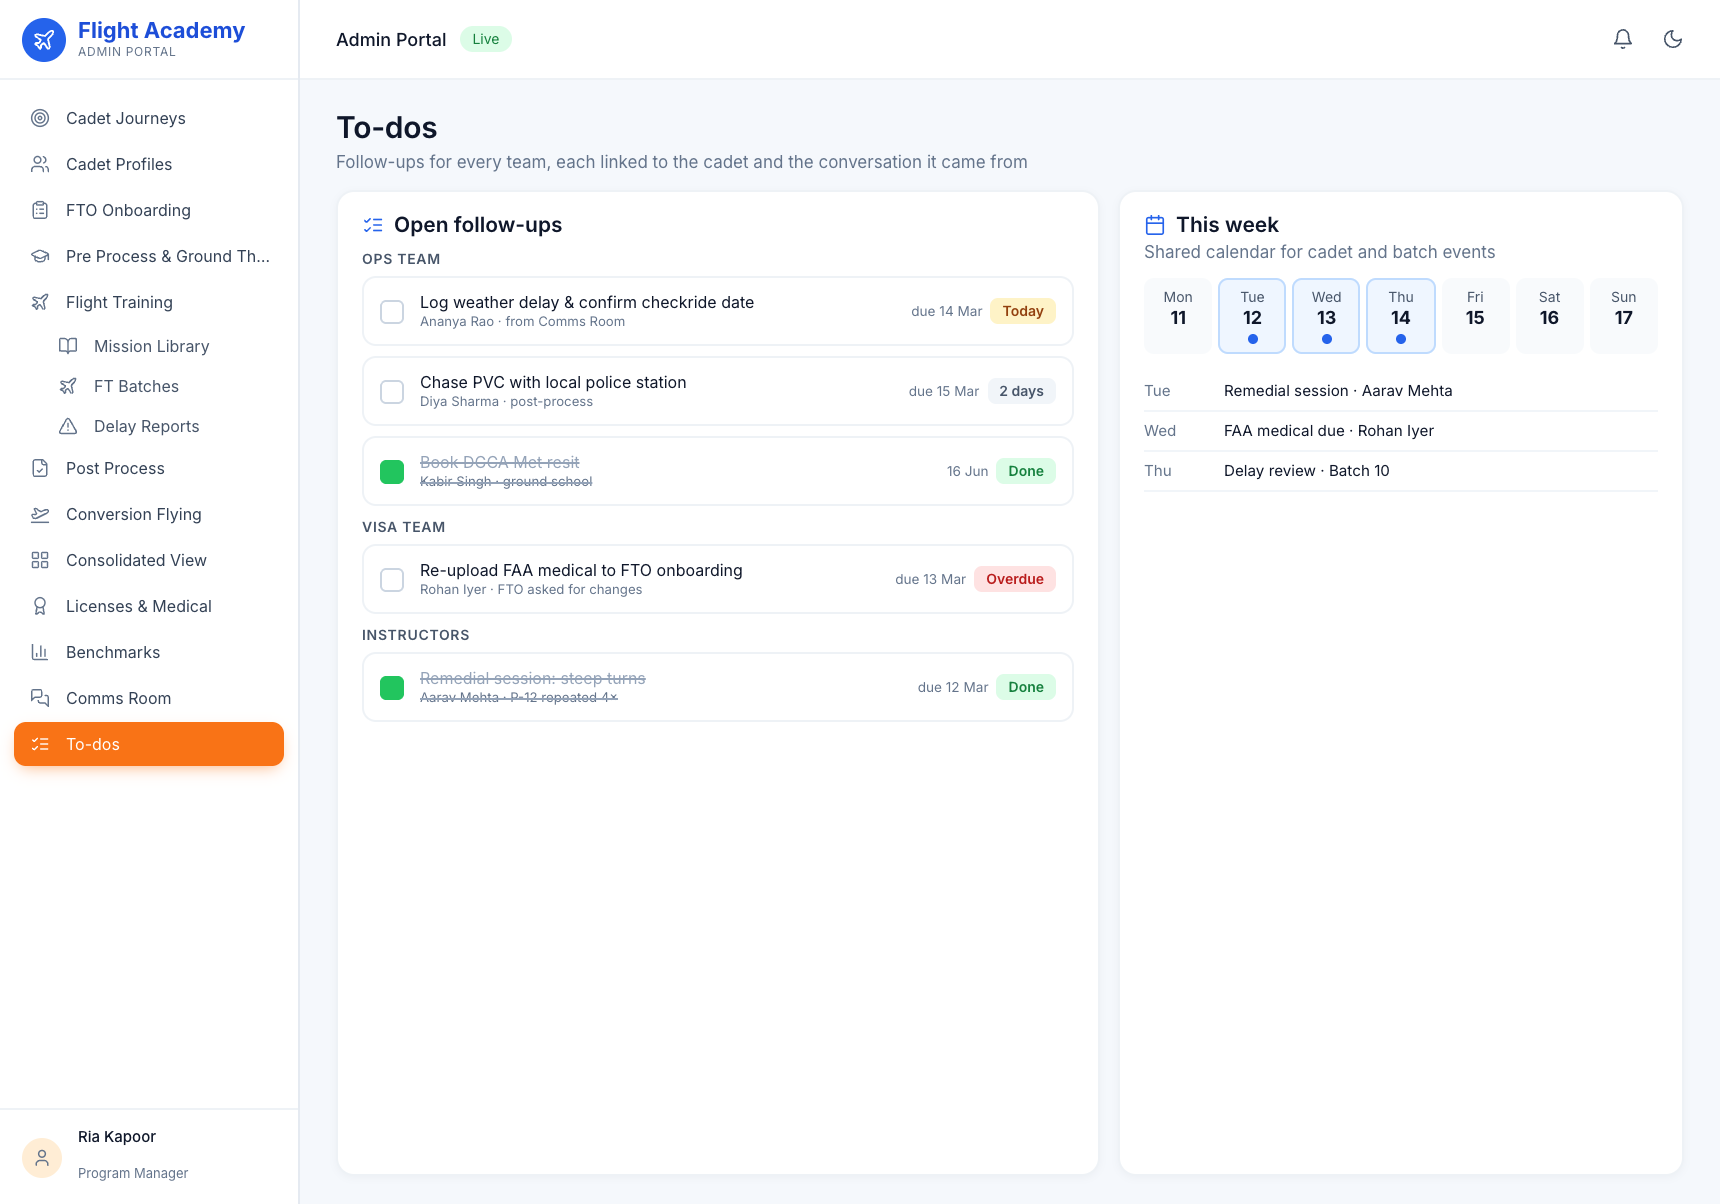 Flight Academy
ADMIN PORTAL
Cadet Journeys
Cadet Profiles
FTO Onboarding
Pre Process & Ground Th...
Flight Training
Mission Library
FT Batches
Delay Reports
Post Process
Conversion Flying
Consolidated View
Licenses & Medical
Benchmarks
Comms Room
To-dos
Ria Kapoor
Program Manager
Admin Portal Live
To-dos
Follow-ups for every team, each linked to the cadet and the conversation it came from
Open follow-ups
OPS TEAM
Log weather delay & confirm checkride date
Ananya Rao · from Comms Room
due 14 Mar Today
Chase PVC with local police station
Diya Sharma · post-process
due 15 Mar 2 days
Book DGCA Met resit
Kabir Singh · ground school
16 Jun Done
VISA TEAM
Re-upload FAA medical to FTO onboarding
Rohan Iyer · FTO asked for changes
due 13 Mar Overdue
INSTRUCTORS
Remedial session: steep turns
Aarav Mehta · P-12 repeated 4×
due 12 Mar Done
This week
Shared calendar for cadet and batch events
Mon Tue Wed Thu Fri Sat Sun
11 12 13 14 15 16 17
Tue Remedial session · Aarav Mehta
Wed FAA medical due · Rohan Iyer
Thu Delay review · Batch 10